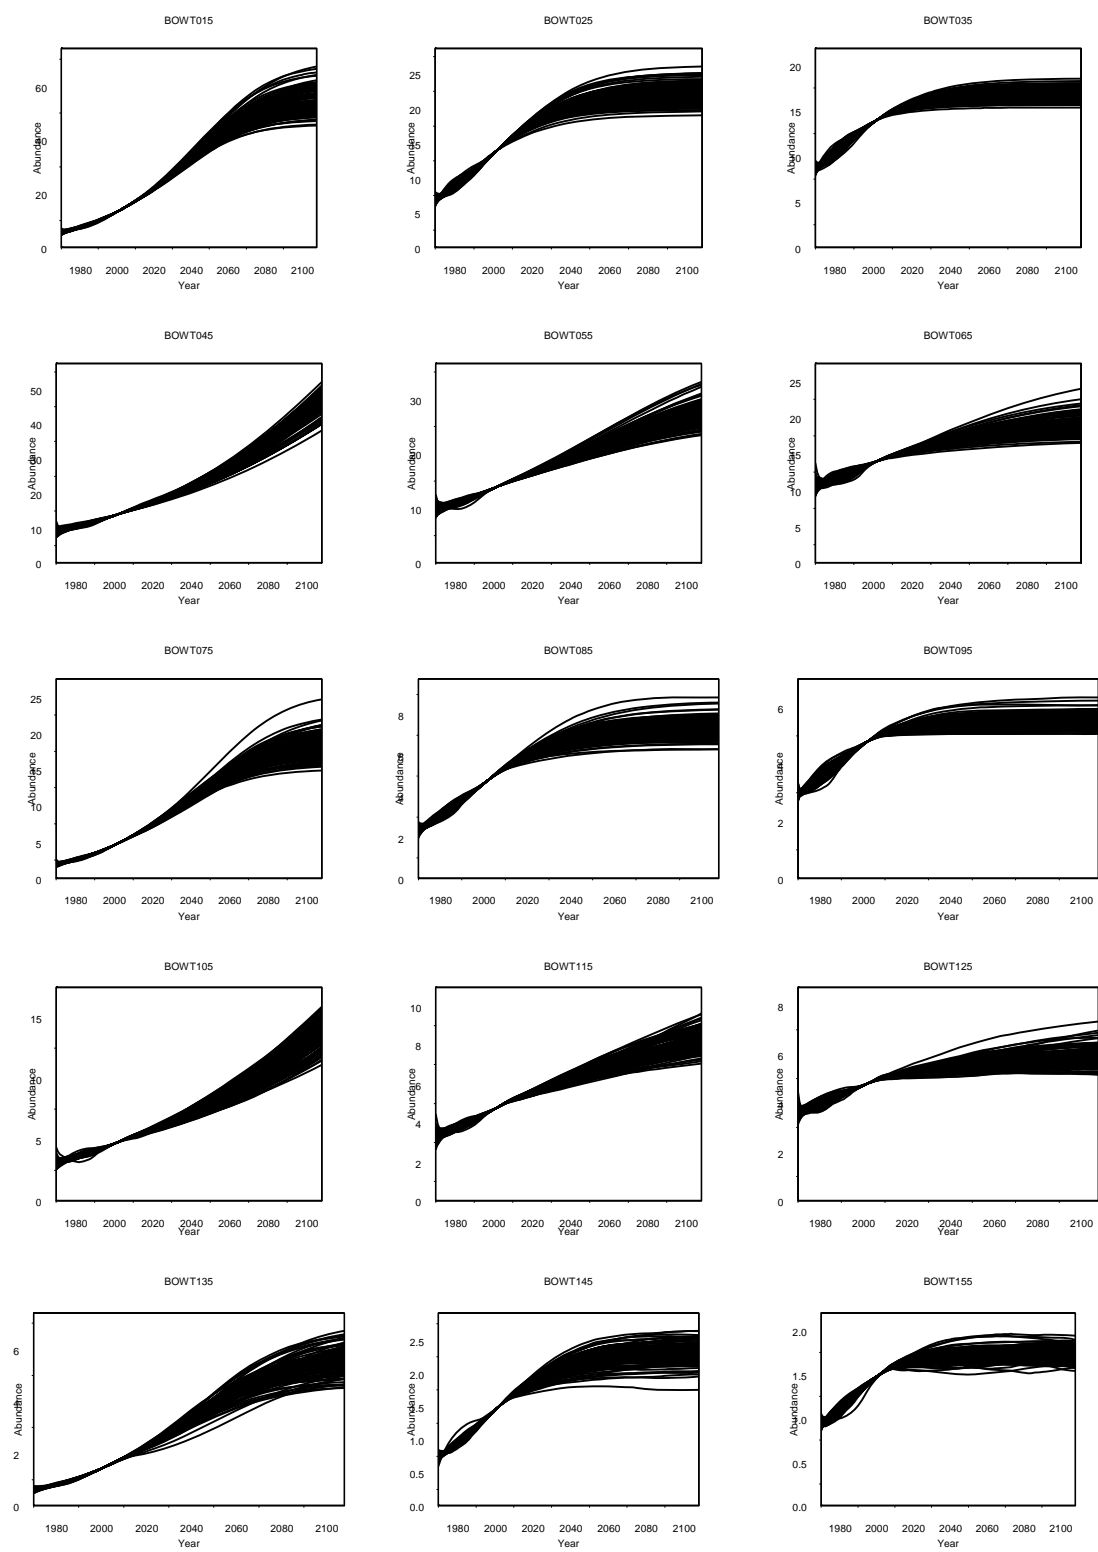 BOWT015 BOWT025 BOWT035
60
40
20
0
Abundance
1980 2000 2020 2040 2060 2080 2100
Year
25
20
15
10
5
0
Abundance
1980 2000 2020 2040 2060 2080 2100
Year
20
15
10
5
0
Abundance
1980 2000 2020 2040 2060 2080 2100
Year
BOWT045 BOWT055 BOWT065
50
40
30
20
10
0
Abundance
1980 2000 2020 2040 2060 2080 2100
Year
30
20
10
0
Abundance
1980 2000 2020 2040 2060 2080 2100
Year
25
20
15
10
5
0
Abundance
1980 2000 2020 2040 2060 2080 2100
Year
BOWT075 BOWT085 BOWT095
25
20
15
10
5
0
Abundance
1980 2000 2020 2040 2060 2080 2100
Year
8
6
4
2
0
Abundance
1980 2000 2020 2040 2060 2080 2100
Year
6
4
2
0
Abundance
1980 2000 2020 2040 2060 2080 2100
Year
BOWT105 BOWT115 BOWT125
15
10
5
0
Abundance
1980 2000 2020 2040 2060 2080 2100
Year
10
8
6
4
2
0
Abundance
1980 2000 2020 2040 2060 2080 2100
Year
8
6
4
2
0
Abundance
1980 2000 2020 2040 2060 2080 2100
Year
BOWT135 BOWT145 BOWT155
6
4
2
0
Abundance
1980 2000 2020 2040 2060 2080 2100
Year
2.5
2.0
1.5
1.0
0.5
0.0
Abundance
1980 2000 2020 2040 2060 2080 2100
Year
2.0
1.5
1.0
0.5
0.0
Abundance
1980 2000 2020 2040 2060 2080 2100
Year